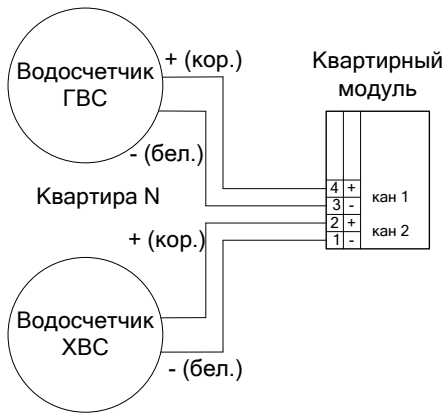 Водосчетчик
ГВС
+ (кор.)
- (бел.)
Квартирный
модуль
4 +
3 -
2 +
1 -
кан 1
кан 2
Квартира N
+ (кор.)
Водосчетчик
ХВС
- (бел.)